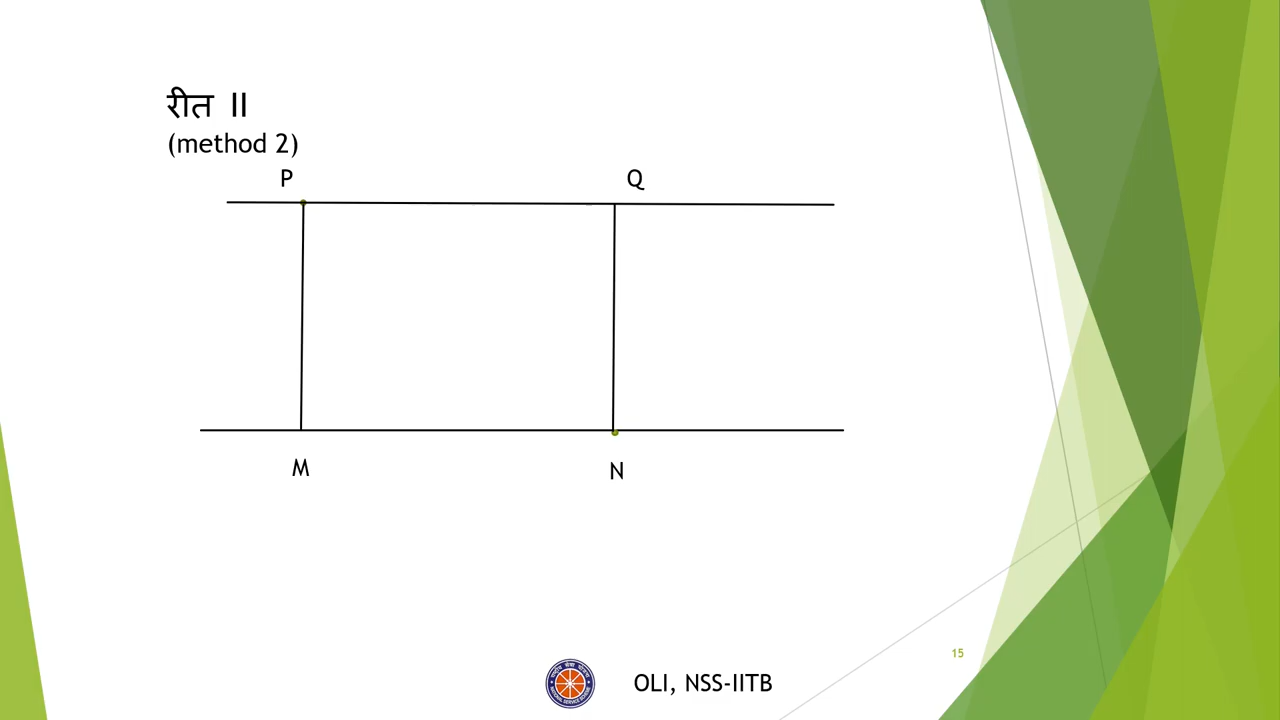 रीत II
(method 2)
P Q
M N
15
OLI, NSS-IITB